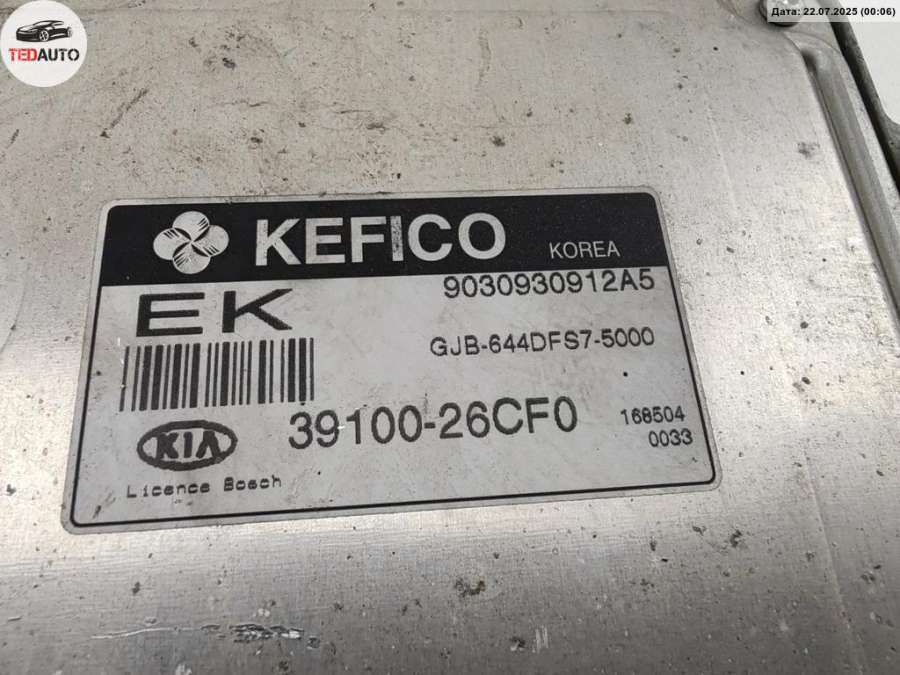 TEDAUTO
Дата: 22.07.2025 (00:06)
KEFICO KOREA
9030930912A5
EK
GJB-644DFS7-5000
39100-26CF0
168504
0033
KIA
Licence Bosch